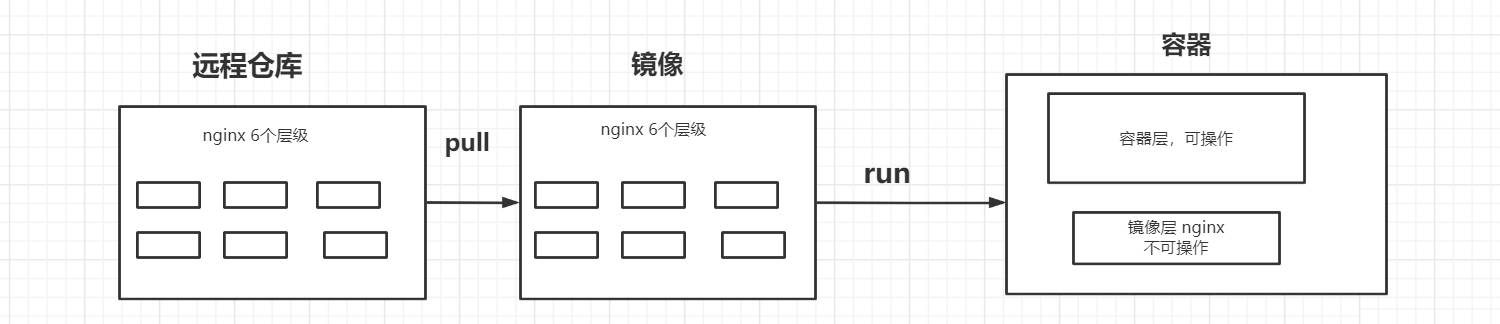 远程仓库
nginx 6个层级
pull
镜像
nginx 6个层级
run
容器
容器层，可操作
镜像层 nginx
不可操作